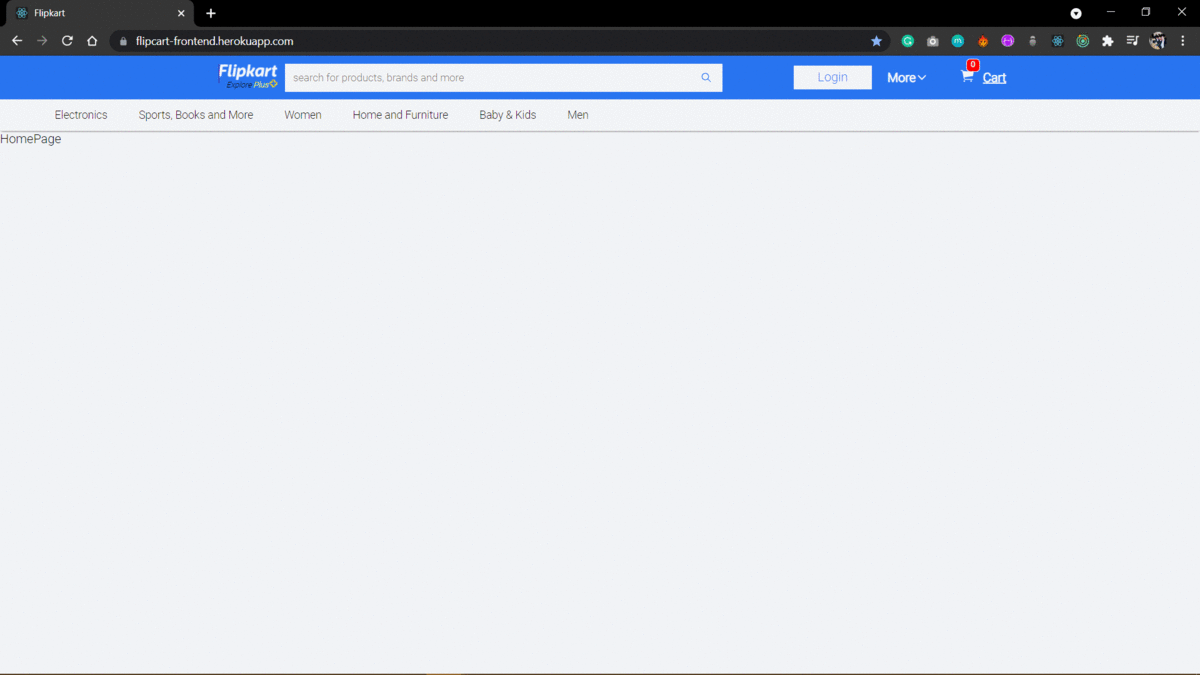 Flipkart
flipcart-frontend.herokuapp.com
Flipkart
Explore Plus
search for products, brands and more
Login
More
0
Cart
Electronics
Sports, Books and More
Women
Home and Furniture
Baby & Kids
Men
HomePage